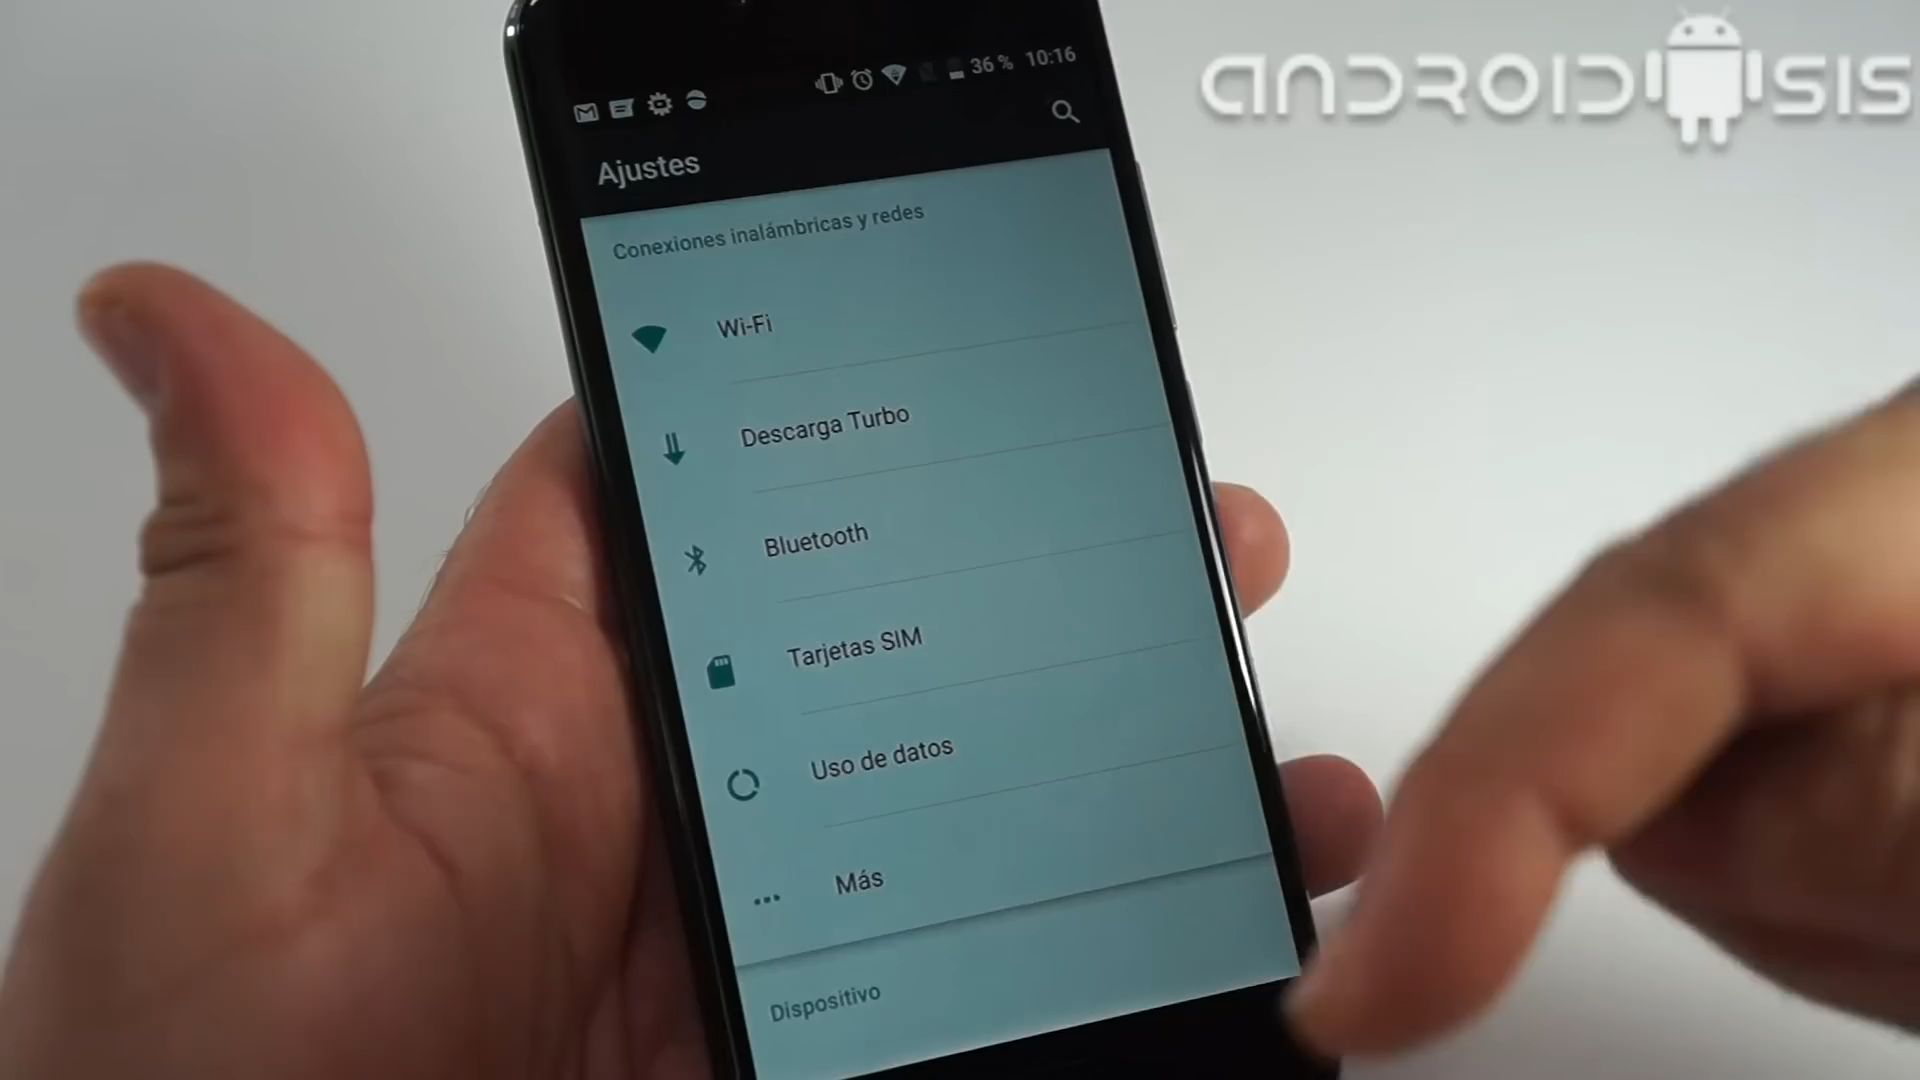 36 % 10:16
ANDROIDSIS
Ajustes
Conexiones inalámbricas y redes
Wi-Fi
Descarga Turbo
Bluetooth
Tarjetas SIM
Uso de datos
Más
Dispositivo